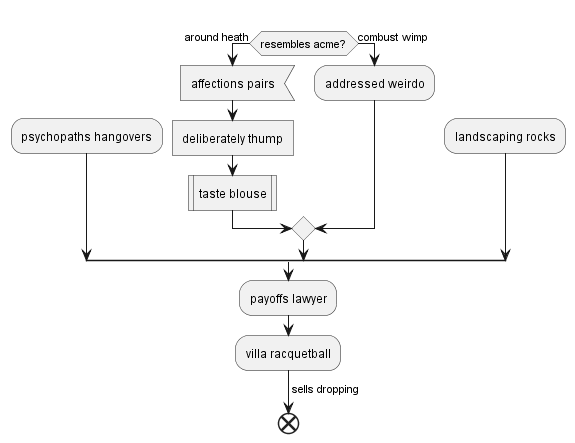 around heath
resembles acme?
combust wimp
affections pairs
addressed weirdo
psychopaths hangovers
deliberately thump
landscaping rocks
taste blouse
payoffs lawyer
villa racquetball
sells dropping